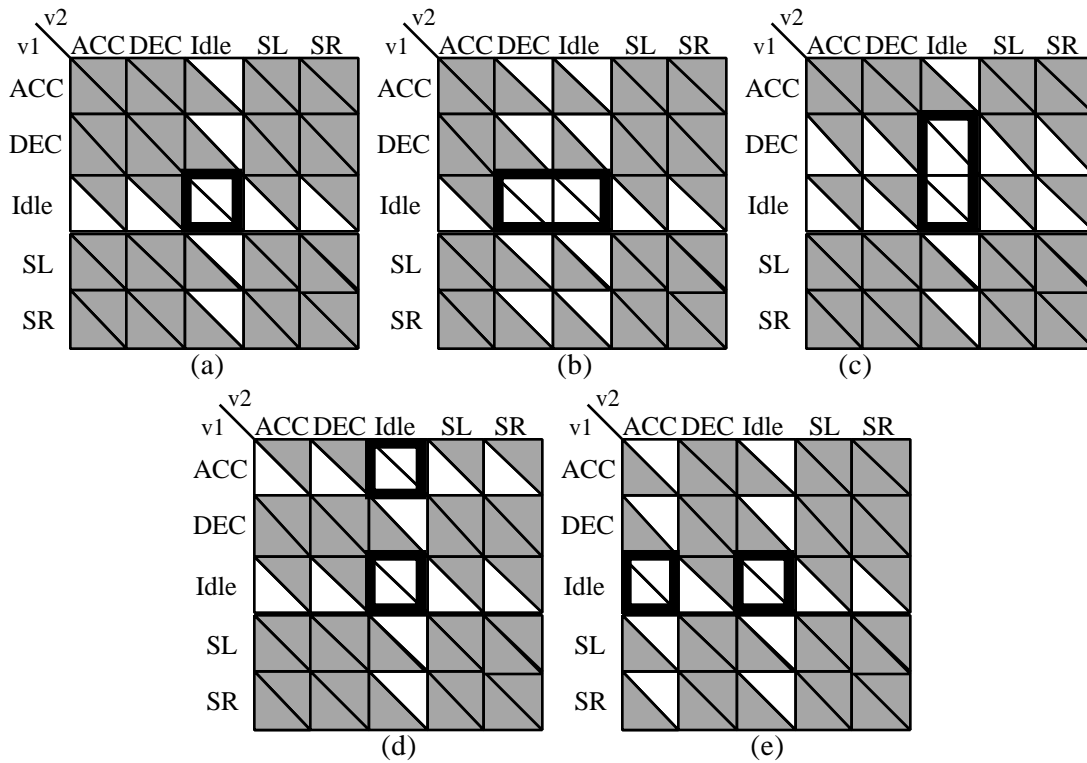 v2
ACC DEC Idle SL SR
v1
ACC
DEC
Idle
SL
SR
(a)
v2
ACC DEC Idle SL SR
v1
ACC
DEC
Idle
SL
SR
(b)
v2
ACC DEC Idle SL SR
v1
ACC
DEC
Idle
SL
SR
(c)
v2
ACC DEC Idle SL SR
v1
ACC
DEC
Idle
SL
SR
(d)
v2
ACC DEC Idle SL SR
v1
ACC
DEC
Idle
SL
SR
(e)